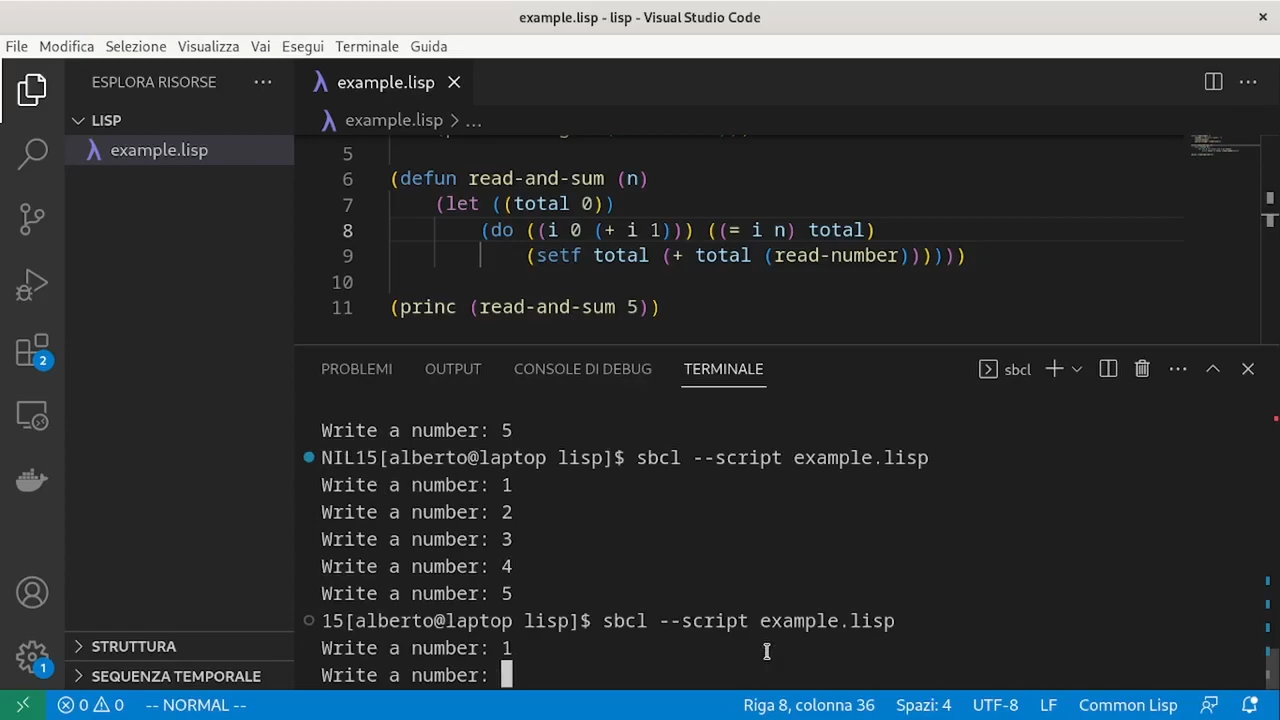 example.lisp - lisp - Visual Studio Code
File Modifica Selezione Visualizza Vai Esegui Terminale Guida
ESPLORA RISORSE
example.lisp
LISP
example.lisp > ...
example.lisp
5
6 (defun read-and-sum (n)
7 (let ((total 0))
8 (do ((i 0 (+ i 1))) ((= i n) total)
9 (setf total (+ total (read-number))))))
10
11 (princ (read-and-sum 5))
PROBLEMI OUTPUT CONSOLE DI DEBUG TERMINALE sbcl
Write a number: 5
NIL15[alberto@laptop lisp]$ sbcl --script example.lisp
Write a number: 1
Write a number: 2
Write a number: 3
Write a number: 4
Write a number: 5
15[alberto@laptop lisp]$ sbcl --script example.lisp
Write a number: 1
Write a number:
2
1
STRUTTURA
SEQUENZA TEMPORALE
0 0 -- NORMAL -- Riga 8, colonna 36 Spazi: 4 UTF-8 LF Common Lisp